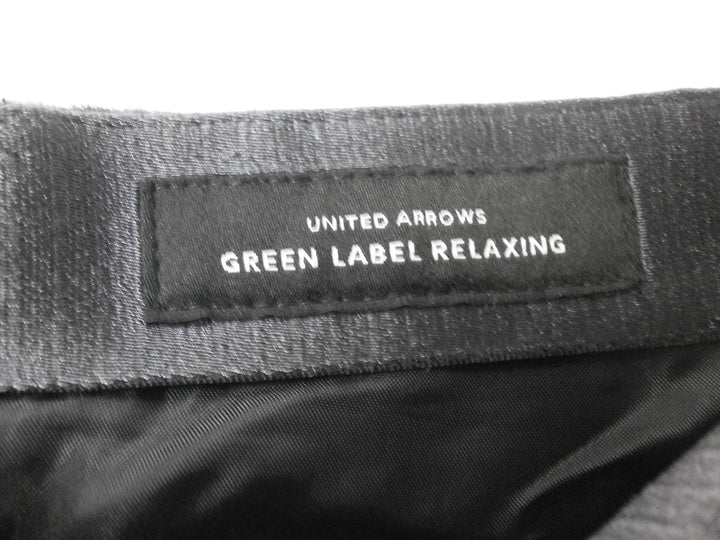 UNITED ARROWS
GREEN LABEL RELAXING